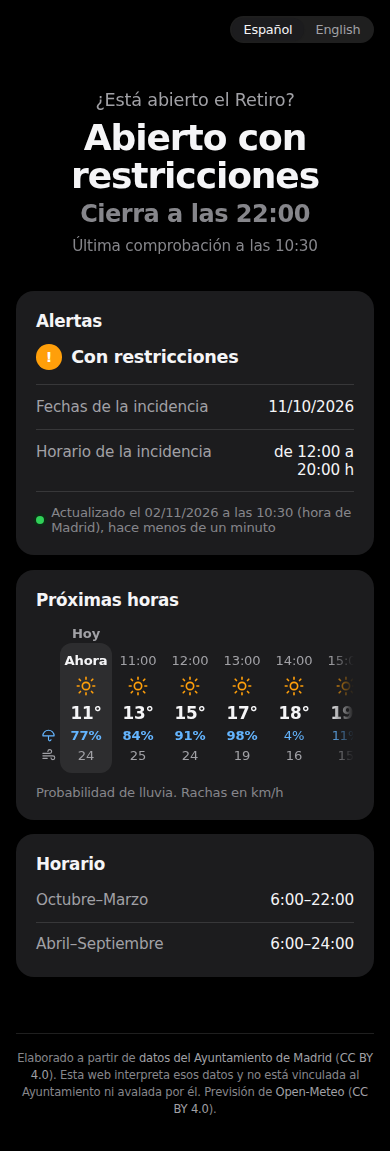 Español English
¿Está abierto el Retiro?
Abierto con
restricciones
Cierra a las 22:00
Última comprobación a las 10:30
Alertas
! Con restricciones
Fechas de la incidencia 11/10/2026
Horario de la incidencia de 12:00 a
20:00 h
Actualizado el 02/11/2026 a las 10:30 (hora de
Madrid), hace menos de un minuto
Próximas horas
Hoy
Ahora 11:00 12:00 13:00 14:00
11° 13° 15° 17° 18°
77% 84% 91% 98% 4%
24 25 24 19 16 15
Probabilidad de lluvia. Rachas en km/h
Horario
Octubre–Marzo 6:00–22:00
Abril–Septiembre 6:00–24:00
Elaborado a partir de datos del Ayuntamiento de Madrid (CC BY
4.0). Esta web interpreta esos datos y no está vinculada al
Ayuntamiento ni avalada por él. Previsión de Open-Meteo (CC
BY 4.0).